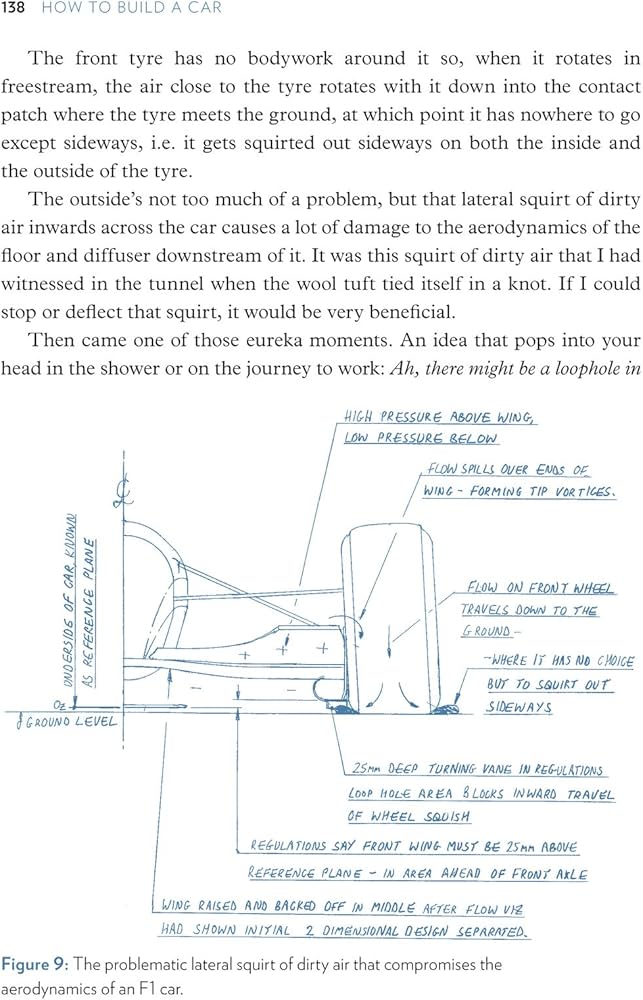 138 HOW TO BUILD A CAR
The front tyre has no bodywork around it so, when it rotates in
freestream, the air close to the tyre rotates with it down into the contact
patch where the tyre meets the ground, at which point it has nowhere to go
except sideways, i.e. it gets squirted out sideways on both the inside and
the outside of the tyre.
The outside’s not too much of a problem, but that lateral squirt of dirty
air inwards across the car causes a lot of damage to the aerodynamics of the
floor and diffuser downstream of it. It was this squirt of dirty air that I had
witnessed in the tunnel when the wool tuft tied itself in a knot. If I could
stop or deflect that squirt, it would be very beneficial.
Then came one of those eureka moments. An idea that pops into your
head in the shower or on the journey to work: Ah, there might be a loophole in
HIGH PRESSURE ABOVE WING,
LOW PRESSURE BELOW
FLOW SPILLS OVER ENDS OF
WING - FORMING TIP VORTICES.
UNDERSIDE OF CAR, KNOWN
AS REFERENCE PLANE
FLOW ON FRONT WHEEL
TRAVELS DOWN TO THE
GROUND -
- WHERE IT HAS NO CHOICE
BUT TO SQUIRT OUT
SIDEWAYS
OZ
GROUND LEVEL
25mm DEEP TURNING VANE IN REGULATIONS
LOOP HOLE AREA BLOCKS INWARD TRAVEL
OF WHEEL SQUISH
REGULATIONS SAY FRONT WING MUST BE 25mm ABOVE
REFERENCE PLANE - IN AREA AHEAD OF FRONT AXLE
WING RAISED AND BACKED OFF IN MIDDLE AFTER FLOW VIZ
HAD SHOWN INITIAL 2 DIMENSIONAL DESIGN SEPARATED.
Figure 9: The problematic lateral squirt of dirty air that compromises the
aerodynamics of an F1 car.